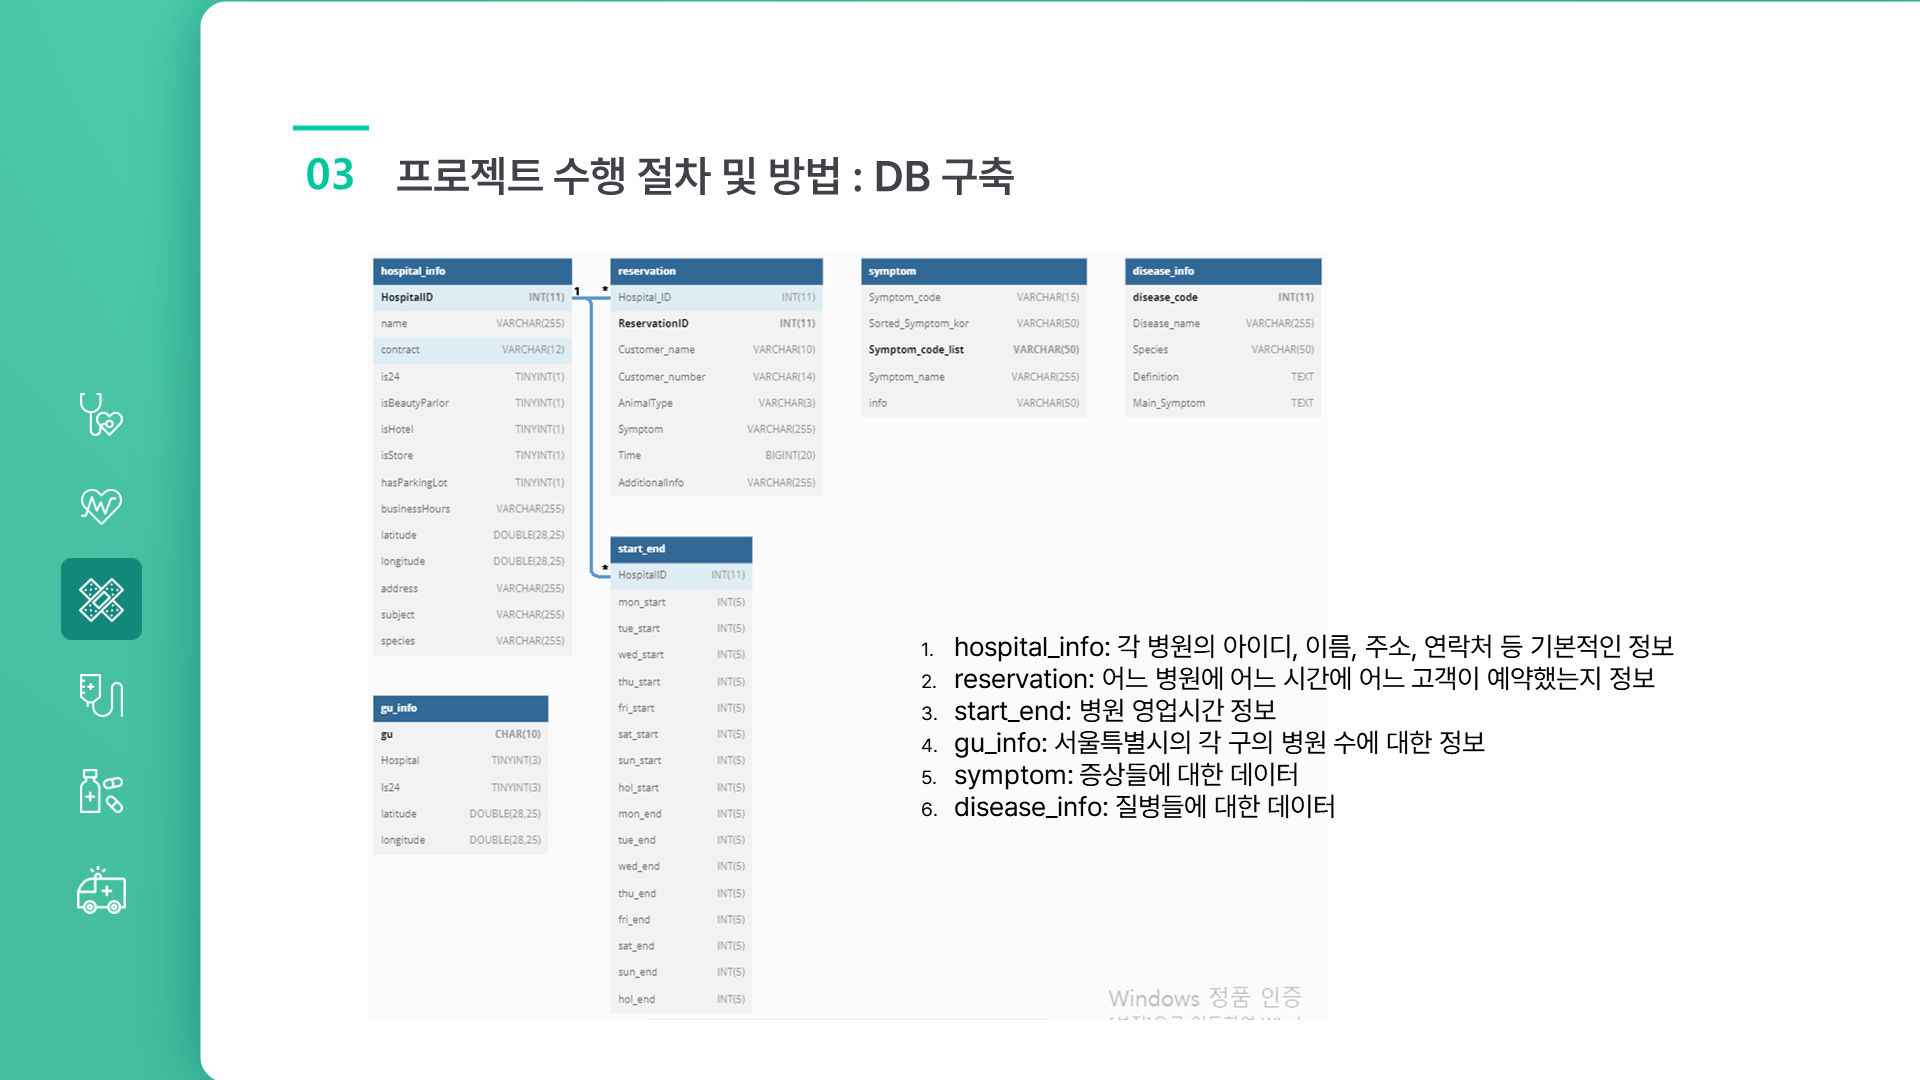 03 프로젝트 수행 절차 및 방법 : DB 구축
hospital_info
HospitalID INT(11)
name VARCHAR(255)
contract VARCHAR(12)
is24 TINYINT(1)
isBeautyParlor TINYINT(1)
isHotel TINYINT(1)
isStore TINYINT(1)
hasParkingLot TINYINT(1)
businessHours VARCHAR(255)
latitude DOUBLE(28,25)
longitude DOUBLE(28,25)
address VARCHAR(255)
subject VARCHAR(255)
species VARCHAR(255)
1 *
reservation
Hospital_ID INT(11)
ReservationID INT(11)
Customer_name VARCHAR(10)
Customer_number VARCHAR(14)
AnimalType VARCHAR(3)
Symptom VARCHAR(255)
Time BIGINT(20)
AdditionalInfo VARCHAR(255)
symptom
Symptom_code VARCHAR(15)
Sorted_Symptom_kor VARCHAR(50)
Symptom_code_list VARCHAR(50)
Symptom_name VARCHAR(255)
info VARCHAR(50)
disease_info
disease_code INT(11)
Disease_name VARCHAR(255)
Species VARCHAR(50)
Definition TEXT
Main_Symptom TEXT
gu_info
gu CHAR(10)
Hospital TINYINT(3)
Is24 TINYINT(3)
latitude DOUBLE(28,25)
longitude DOUBLE(28,25)
*
start_end
HospitalID INT(11)
mon_start INT(5)
tue_start INT(5)
wed_start INT(5)
thu_start INT(5)
fri_start INT(5)
sat_start INT(5)
sun_start INT(5)
hol_start INT(5)
mon_end INT(5)
tue_end INT(5)
wed_end INT(5)
thu_end INT(5)
fri_end INT(5)
sat_end INT(5)
sun_end INT(5)
hol_end INT(5)
1. hospital_info: 각 병원의 아이디, 이름, 주소, 연락처 등 기본적인 정보
2. reservation: 어느 병원에 어느 시간에 어느 고객이 예약했는지 정보
3. start_end: 병원 영업시간 정보
4. gu_info: 서울특별시의 각 구의 병원 수에 대한 정보
5. symptom: 증상들에 대한 데이터
6. disease_info: 질병들에 대한 데이터
Windows 정품 인증